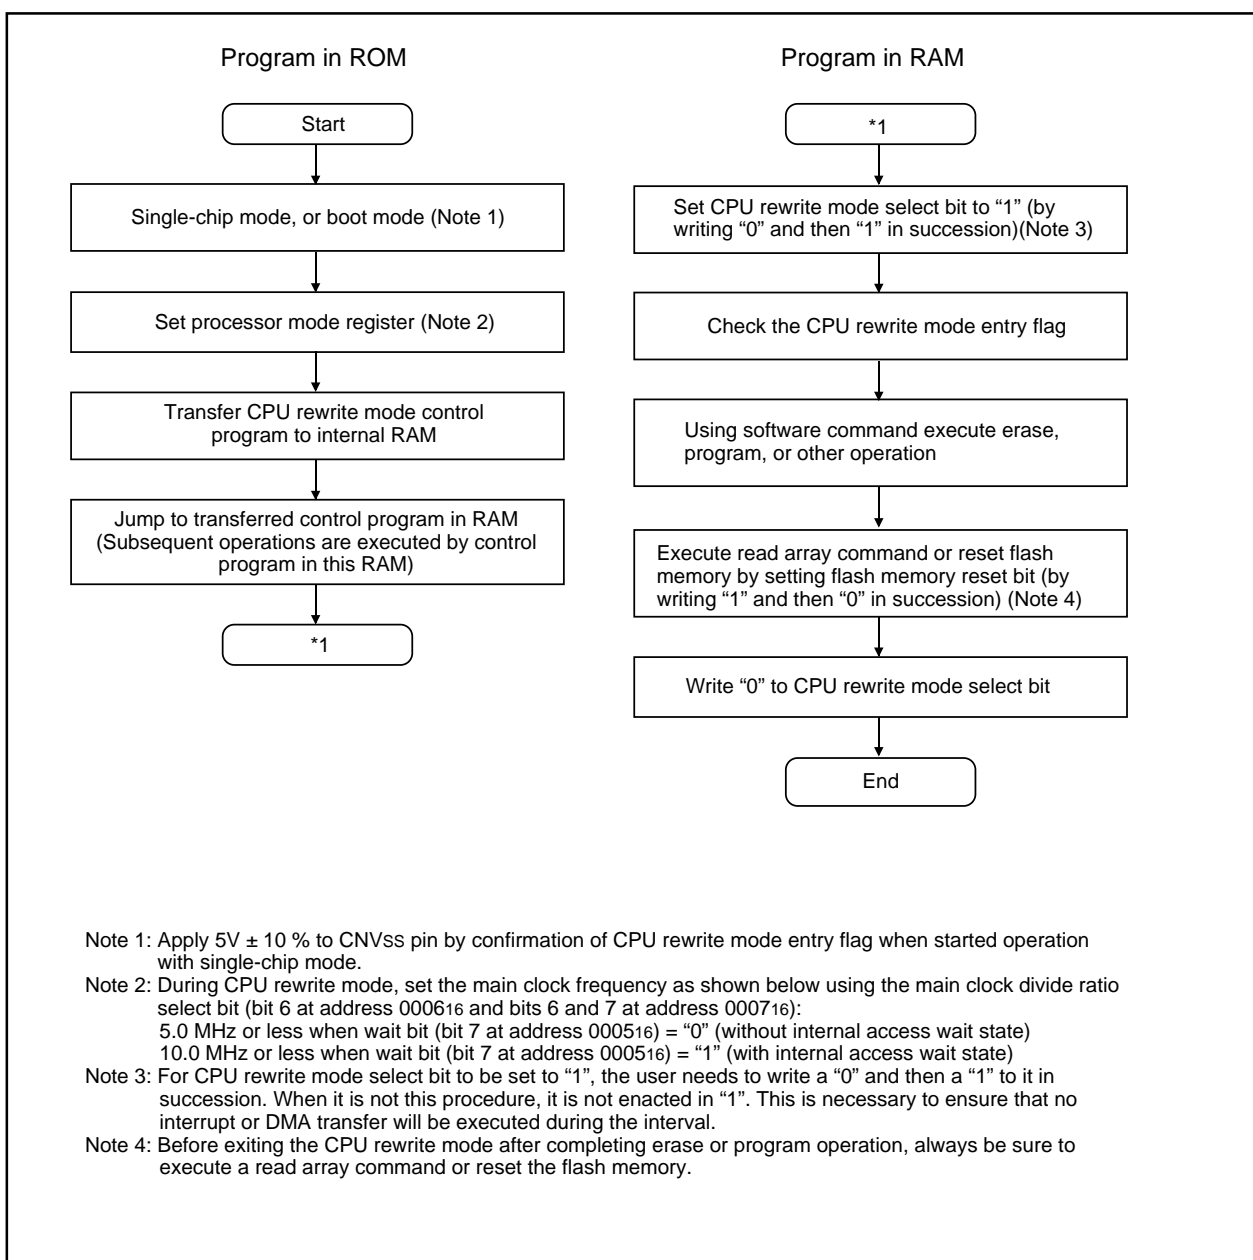 Program in ROM
Start
Single-chip mode, or boot mode (Note 1)
Set processor mode register (Note 2)
Transfer CPU rewrite mode control
program to internal RAM
Jump to transferred control program in RAM
(Subsequent operations are executed by control
program in this RAM)
*1
Program in RAM
*1
Set CPU rewrite mode select bit to “1” (by
writing “0” and then “1” in succession)(Note 3)
Check the CPU rewrite mode entry flag
Using software command execute erase,
program, or other operation
Execute read array command or reset flash
memory by setting flash memory reset bit (by
writing “1” and then “0” in succession) (Note 4)
Write “0” to CPU rewrite mode select bit
End
Note 1: Apply 5V ± 10 % to CNVSS pin by confirmation of CPU rewrite mode entry flag when started operation
with single-chip mode.
Note 2: During CPU rewrite mode, set the main clock frequency as shown below using the main clock divide ratio
select bit (bit 6 at address 000616 and bits 6 and 7 at address 000716):
5.0 MHz or less when wait bit (bit 7 at address 000516) = “0” (without internal access wait state)
10.0 MHz or less when wait bit (bit 7 at address 000516) = “1” (with internal access wait state)
Note 3: For CPU rewrite mode select bit to be set to “1”, the user needs to write a “0” and then a “1” to it in
succession. When it is not this procedure, it is not enacted in “1”. This is necessary to ensure that no
interrupt or DMA transfer will be executed during the interval.
Note 4: Before exiting the CPU rewrite mode after completing erase or program operation, always be sure to
execute a read array command or reset the flash memory.